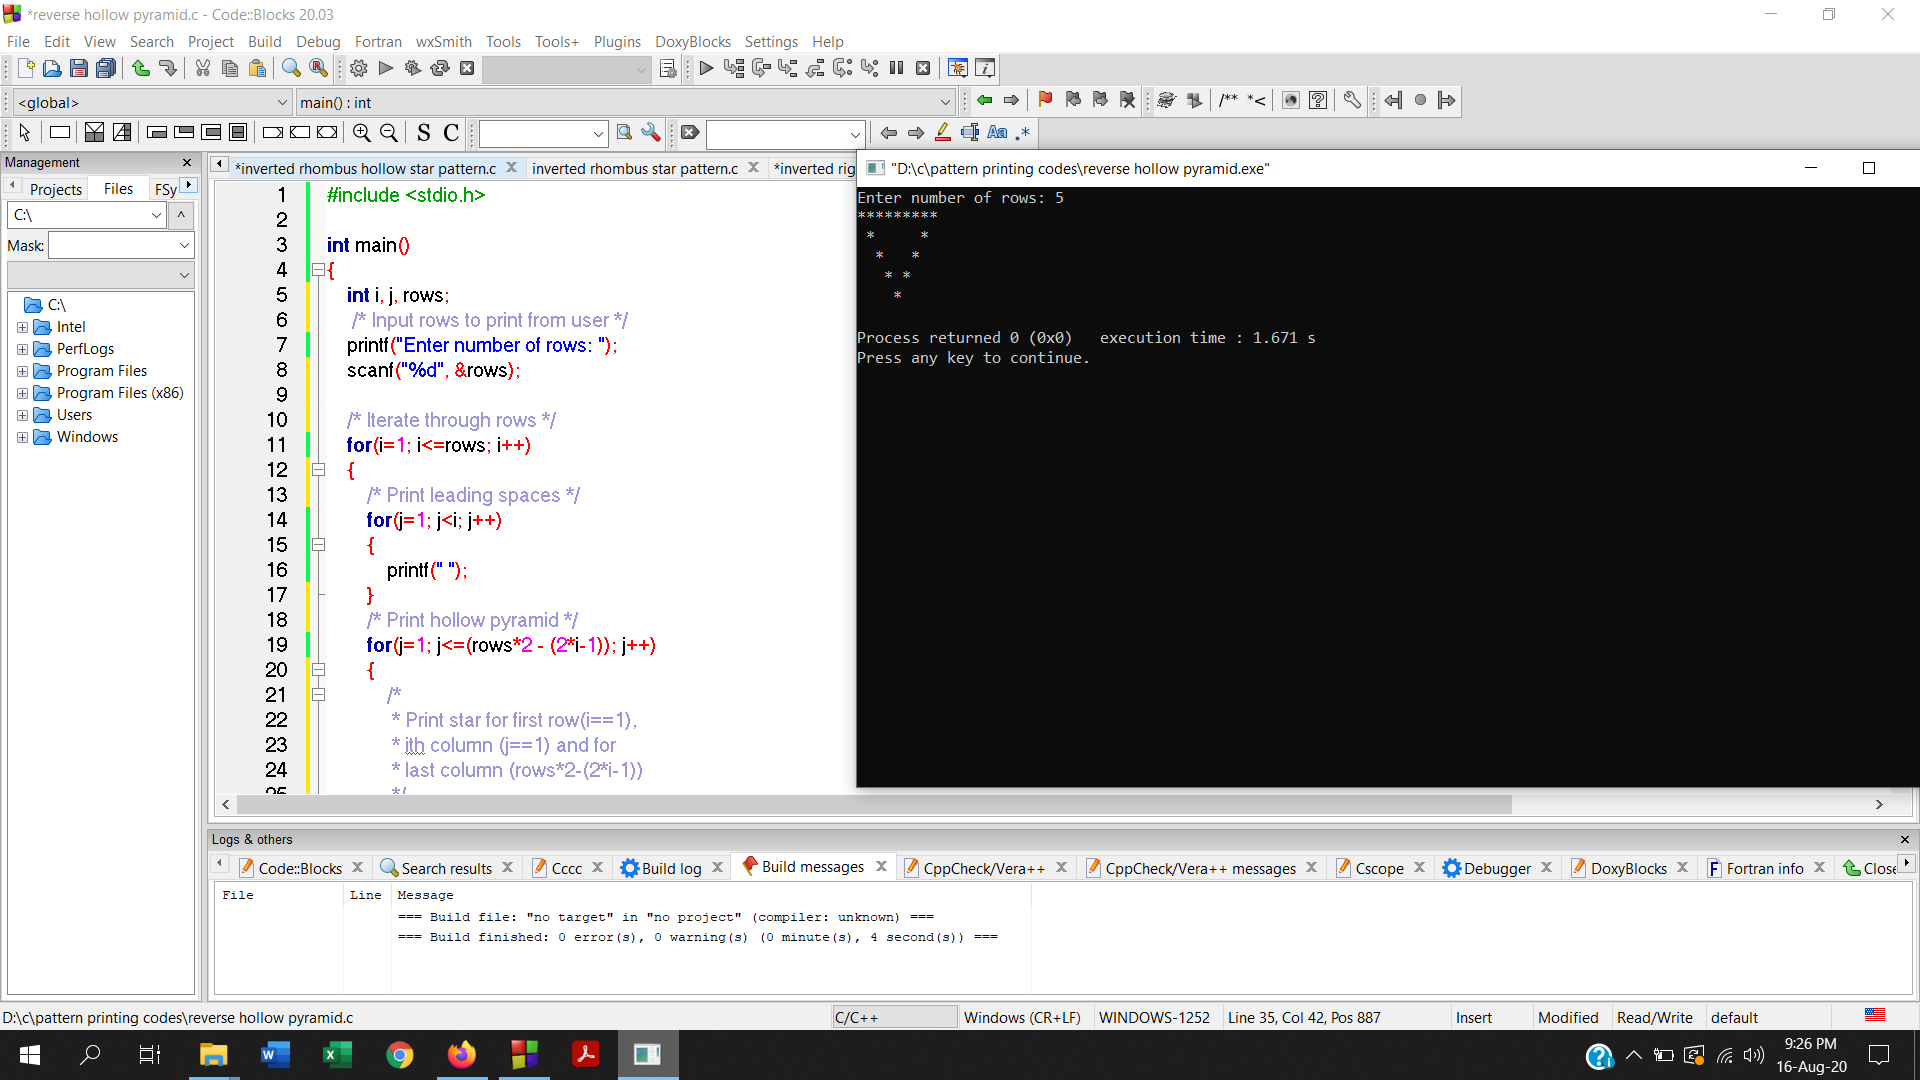 *reverse hollow pyramid.c - Code::Blocks 20.03
File Edit View Search Project Build Debug Fortran wxSmith Tools Tools+ Plugins DoxyBlocks Settings Help
<global> main() : int
/** *<
S C Aa .*
Management
Projects Files FSy
C:\
Mask:
C:\
Intel
PerfLogs
Program Files
Program Files (x86)
Users
Windows
*inverted rhombus hollow star pattern.c inverted rhombus star pattern.c *inverted rig
1 #include <stdio.h>
2
3 int main()
4 {
5 int i, j, rows;
6 /* Input rows to print from user */
7 printf("Enter number of rows: ");
8 scanf("%d", &rows);
9
10 /* Iterate through rows */
11 for(i=1; i<=rows; i++)
12 {
13 /* Print leading spaces */
14 for(j=1; j<i; j++)
15 {
16 printf(" ");
17 }
18 /* Print hollow pyramid */
19 for(j=1; j<=(rows*2 - (2*i-1)); j++)
20 {
21 /*
22 * Print star for first row(i==1),
23 * ith column (j==1) and for
24 * last column (rows*2-(2*i-1))
25 */
"D:\c\pattern printing codes\reverse hollow pyramid.exe"
Enter number of rows: 5
*********
 *     *
  *   *
   * *
    *
Process returned 0 (0x0)   execution time : 1.671 s
Press any key to continue.
Logs & others
Code::Blocks Search results Cccc Build log Build messages CppCheck/Vera++ CppCheck/Vera++ messages Cscope Debugger DoxyBlocks Fortran info Close
File Line Message
=== Build file: "no target" in "no project" (compiler: unknown) ===
=== Build finished: 0 error(s), 0 warning(s) (0 minute(s), 4 second(s)) ===
D:\c\pattern printing codes\reverse hollow pyramid.c C/C++ Windows (CR+LF) WINDOWS-1252 Line 35, Col 42, Pos 887 Insert Modified Read/Write default
9:26 PM
16-Aug-20